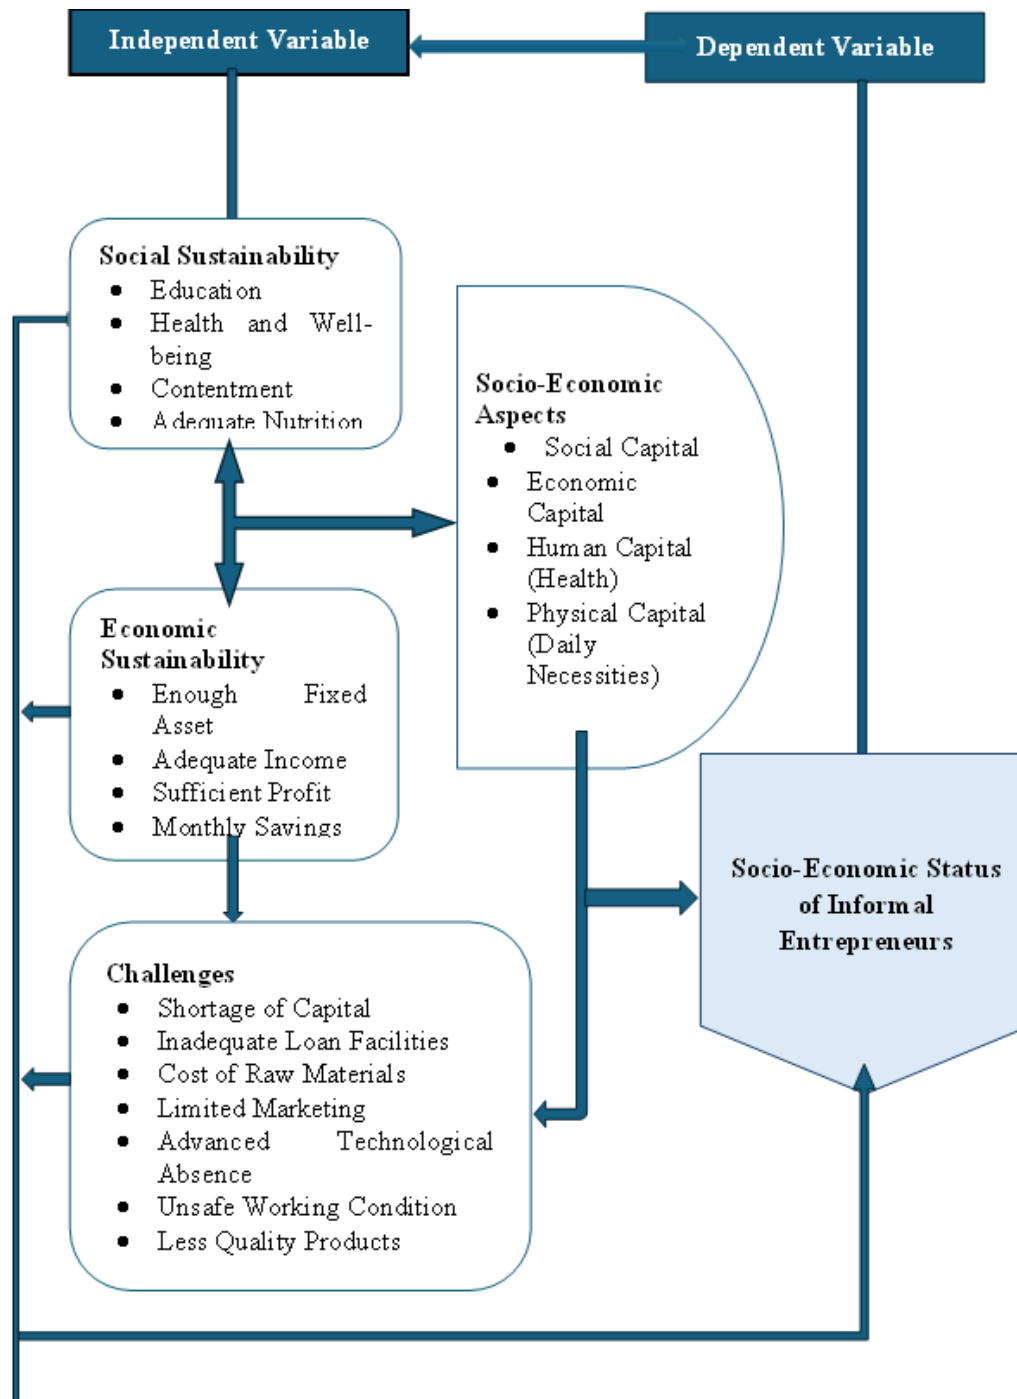 Independent Variable
Dependent Variable
Social Sustainability
• Education
• Health and Well-
being
• Contentment
• Adequate Nutrition
Socio-Economic
Aspects
• Social Capital
• Economic
Capital
• Human Capital
(Health)
• Physical Capital
(Daily
Necessities)
Economic
Sustainability
• Enough Fixed
Asset
• Adequate Income
• Sufficient Profit
• Monthly Savings
Socio-Economic Status
of Informal
Entrepreneurs
Challenges
• Shortage of Capital
• Inadequate Loan Facilities
• Cost of Raw Materials
• Limited Marketing
• Advanced Technological
Absence
• Unsafe Working Condition
• Less Quality Products